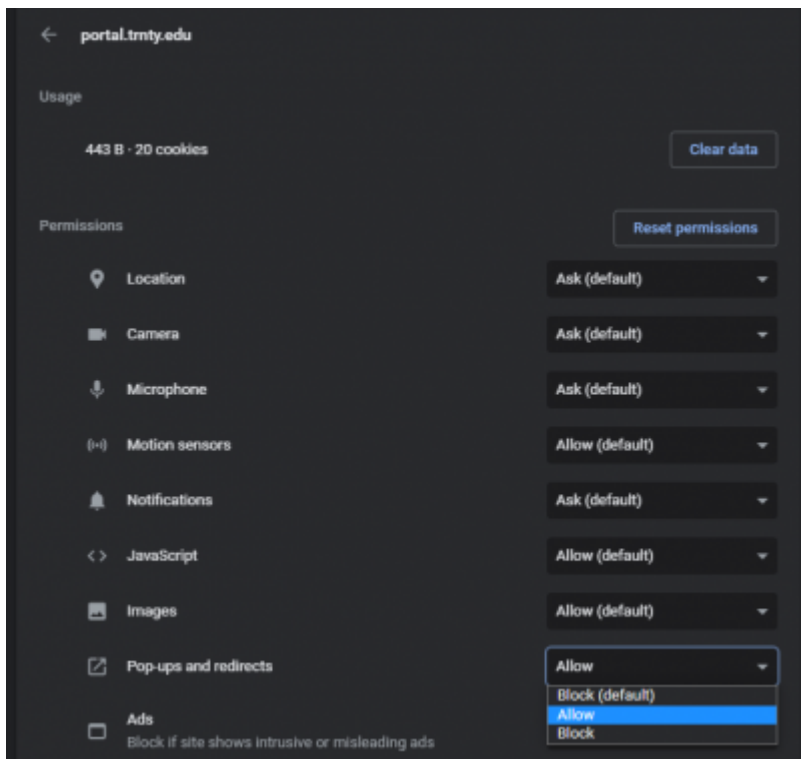 portal.trnty.edu
Usage
443 B · 20 cookies
Clear data
Permissions
Reset permissions
Location
Ask (default)
Camera
Ask (default)
Microphone
Ask (default)
Motion sensors
Allow (default)
Notifications
Ask (default)
JavaScript
Allow (default)
Images
Allow (default)
Pop-ups and redirects
Allow
Block (default)
Allow
Block
Ads
Block if site shows intrusive or misleading ads